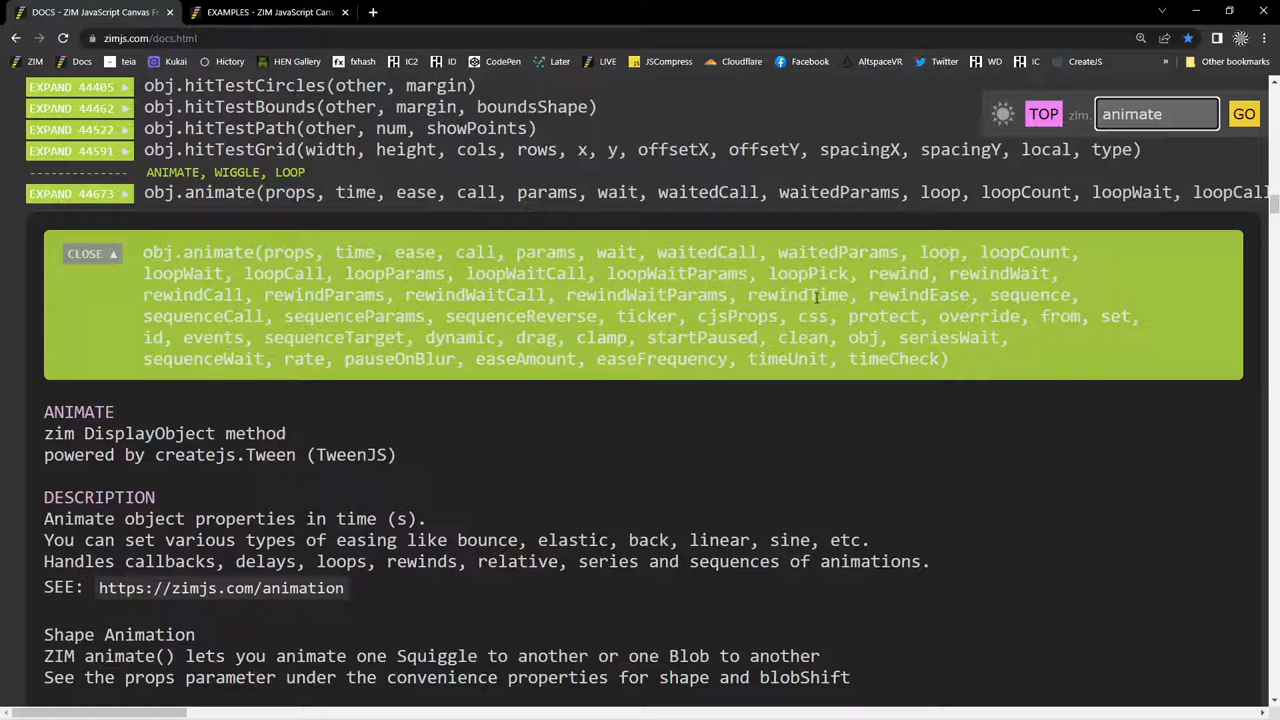 DOCS - ZIM JavaScript Canvas F
EXAMPLES - ZIM JavaScript Canv
zimjs.com/docs.html
ZIM
Docs
teia
Kukai
History
HEN Gallery
fxhash
IC/4
ID
CodePen
Later
LIVE
JSCompress
Cloudflare
Facebook
AltspaceVR
Twitter
WD
IC
CreateJS
Other bookmarks
EXPAND 44405 obj.hitTestCircles(other, margin)
EXPAND 44462 obj.hitTestBounds(other, margin, boundsShape)
EXPAND 44522 obj.hitTestPath(other, num, showPoints)
EXPAND 44591 obj.hitTestGrid(width, height, cols, rows, x, y, offsetX, offsetY, spacingX, spacingY, local, type)
TOP zim. animate GO
-------------- ANIMATE, WIGGLE, LOOP
EXPAND 44673 obj.animate(props, time, ease, call, params, wait, waitedCall, waitedParams, loop, loopCount, loopWait, loopCall
CLOSE ▲ obj.animate(props, time, ease, call, params, wait, waitedCall, waitedParams, loop, loopCount,
loopWait, loopCall, loopParams, loopWaitCall, loopWaitParams, loopPick, rewind, rewindWait,
rewindCall, rewindParams, rewindWaitCall, rewindWaitParams, rewindTime, rewindEase, sequence,
sequenceCall, sequenceParams, sequenceReverse, ticker, cjsProps, css, protect, override, from, set,
id, events, sequenceTarget, dynamic, drag, clamp, startPaused, clean, obj, seriesWait,
sequenceWait, rate, pauseOnBlur, easeAmount, easeFrequency, timeUnit, timeCheck)
ANIMATE
zim DisplayObject method
powered by createjs.Tween (TweenJS)
DESCRIPTION
Animate object properties in time (s).
You can set various types of easing like bounce, elastic, back, linear, sine, etc.
Handles callbacks, delays, loops, rewinds, relative, series and sequences of animations.
SEE: https://zimjs.com/animation
Shape Animation
ZIM animate() lets you animate one Squiggle to another or one Blob to another
See the props parameter under the convenience properties for shape and blobShift